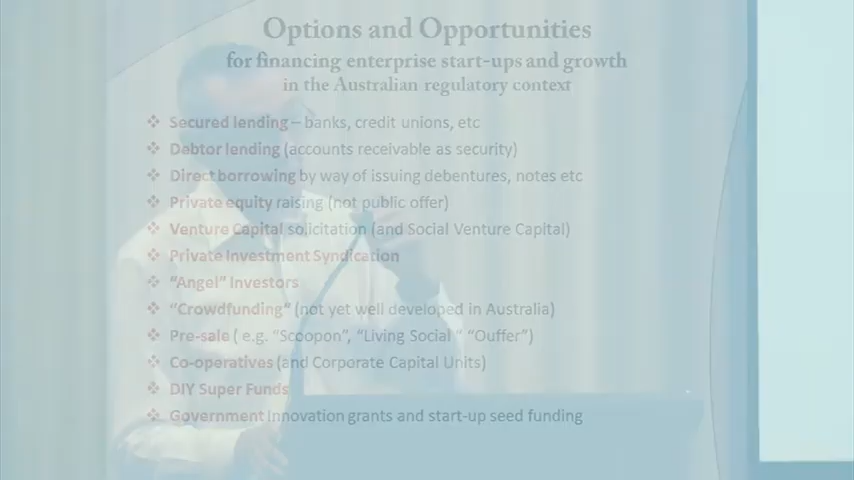 Options and Opportunities
for financing enterprise start-ups and growth
in the Australian regulatory context
❖ Secured lending – banks, credit unions, etc
❖ Debtor lending (accounts receivable as security)
❖ Direct borrowing by way of issuing debentures, notes etc
❖ Private equity raising (not public offer)
❖ Venture Capital solicitation (and Social Venture Capital)
❖ Private Investment Syndication
❖ "Angel" Investors
❖ "Crowdfunding" (not yet well developed in Australia)
❖ Pre-sale ( e.g. "Scoopon", "Living Social " "Ouffer")
❖ Co-operatives (and Corporate Capital Units)
❖ DIY Super Funds
❖ Government Innovation grants and start-up seed funding